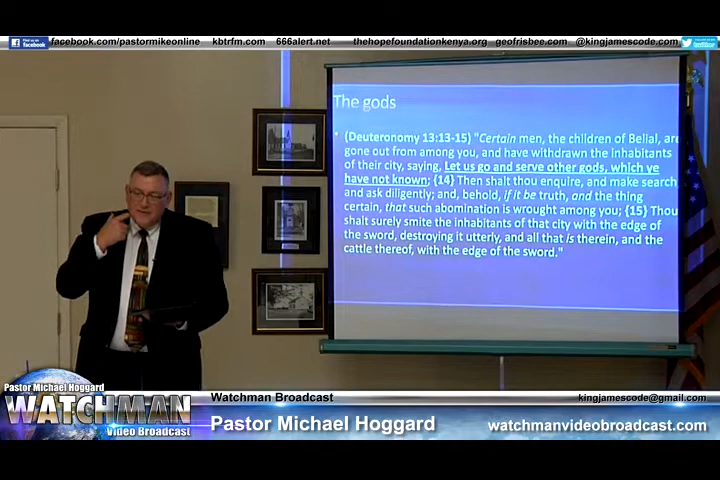 Find us on facebook
facebook.com/pastormikeonline kbtrfm.com 666alert.net thehopefoundationkenya.org geofrisbee.com @kingjamescode.com twitter
The gods
• (Deuteronomy 13:13-15) "Certain men, the children of Belial, are
gone out from among you, and have withdrawn the inhabitants
of their city, saying, Let us go and serve other gods, which ye
have not known; {14} Then shalt thou enquire, and make search,
and ask diligently; and, behold, if it be truth, and the thing
certain, that such abomination is wrought among you; {15} Thou
shalt surely smite the inhabitants of that city with the edge of
the sword, destroying it utterly, and all that is therein, and the
cattle thereof, with the edge of the sword."
Pastor Michael Hoggard
WATCHMAN
Video Broadcast
Watchman Broadcast
kingjamescode@gmail.com
Pastor Michael Hoggard
watchmanvideobroadcast.com